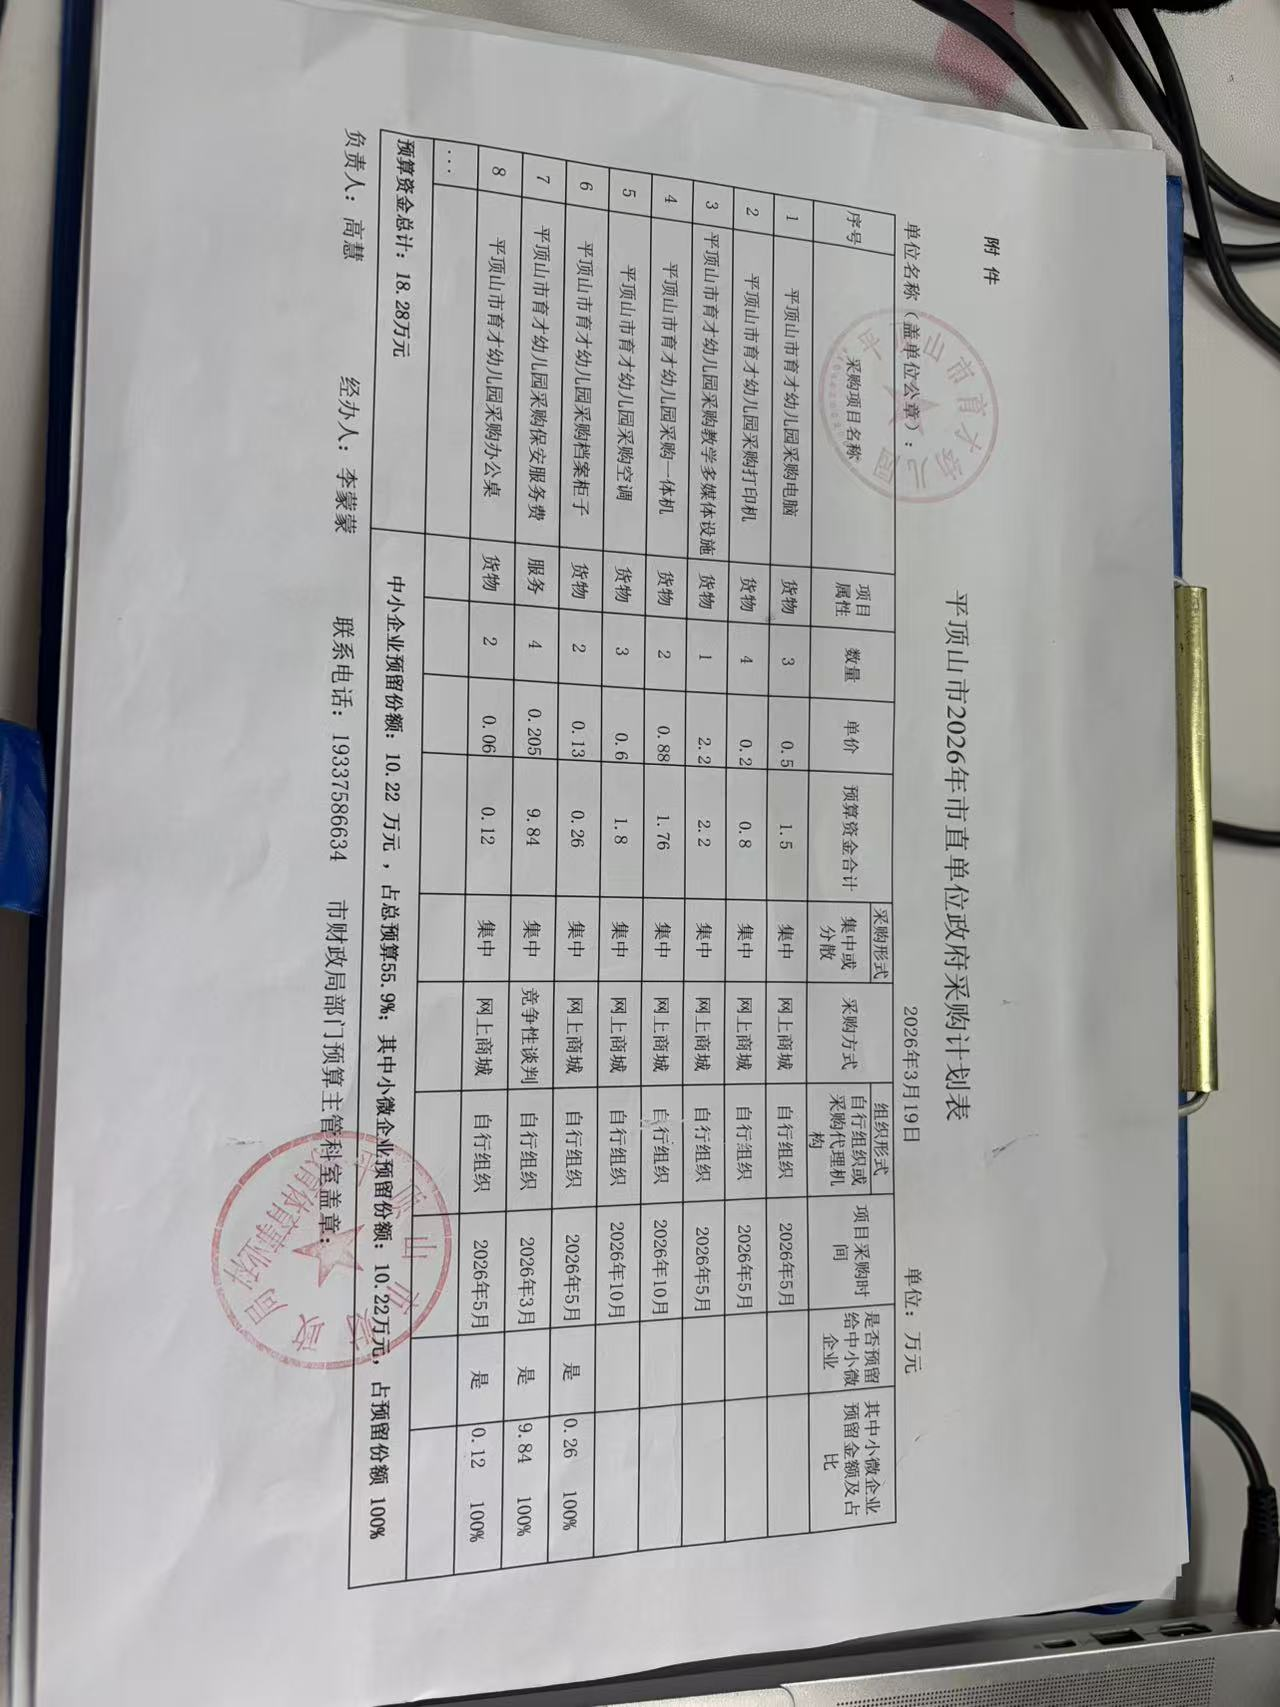 附件
平顶山市2026年市直单位政府采购计划表
单位名称（盖单位公章）： 2026年3月19日 单位：万元
平顶山市育才幼儿园
序号 采购项目名称 项目属性 数量 单价 预算资金合计 采购形式 集中或分散 采购方式 组织形式 自行组织或采购代理机构 项目采购时间 是否预留给中小微企业 其中小微企业预留金额及占比
1 平顶山市育才幼儿园采购电脑 货物 3 0.5 1.5 集中 网上商城 自行组织 2026年5月
2 平顶山市育才幼儿园采购打印机 货物 4 0.2 0.8 集中 网上商城 自行组织 2026年5月
3 平顶山市育才幼儿园采购教学多媒体设施 货物 1 2.2 2.2 集中 网上商城 自行组织 2026年5月
4 平顶山市育才幼儿园采购一体机 货物 2 0.88 1.76 集中 网上商城 自行组织 2026年10月
5 平顶山市育才幼儿园采购空调 货物 3 0.6 1.8 集中 网上商城 自行组织 2026年10月
6 平顶山市育才幼儿园采购档案柜子 货物 2 0.13 0.26 集中 网上商城 自行组织 2026年5月 是 0.26 100%
7 平顶山市育才幼儿园采购保安服务费 服务 4 0.205 9.84 集中 竞争性谈判 自行组织 2026年3月 是 9.84 100%
8 平顶山市育才幼儿园采购办公桌 货物 2 0.06 0.12 集中 网上商城 自行组织 2026年5月 是 0.12 100%
...
预算资金总计：18.28万元 中小企业预留份额：10.22 万元，占总预算55.9%；其中小微企业预留份额：10.22万元，占预留份额 100%
负责人：高慧 经办人：李蒙蒙 联系电话：19337586634 市财政局部门预算主管科室盖章：